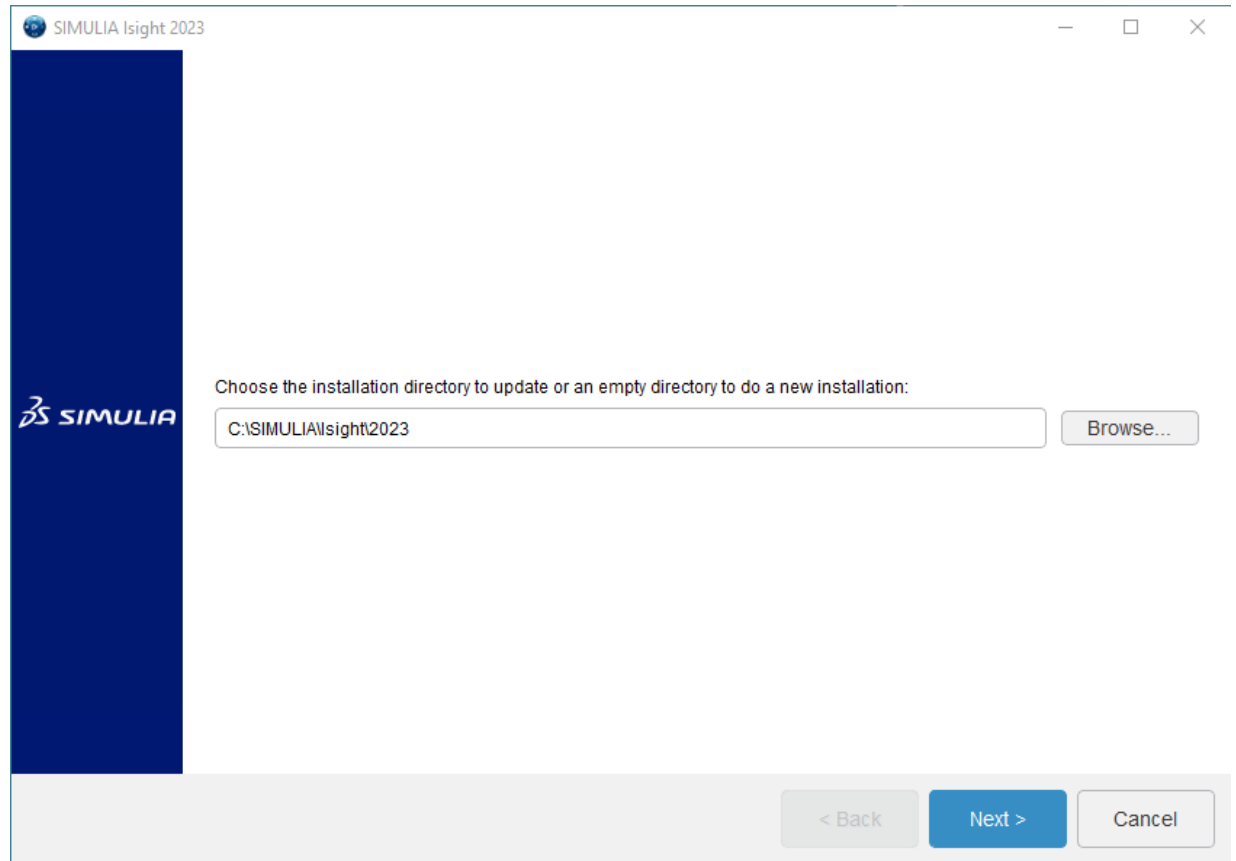 SIMULIA Isight 2023
Choose the installation directory to update or an empty directory to do a new installation:
C:\SIMULIA\Isight\2023
Browse...
3S SIMULIA
< Back
Next >
Cancel